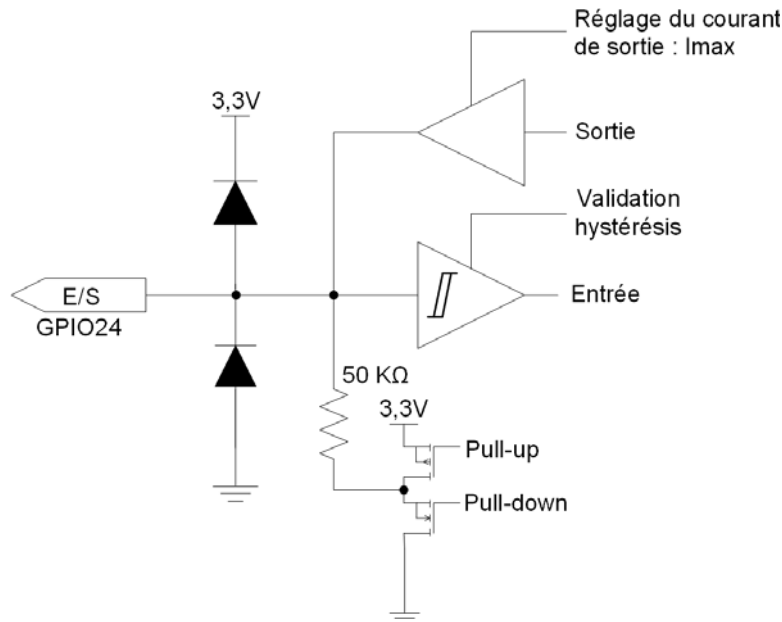 Réglage du courant
de sortie : Imax
3,3V
Sortie
Validation
hystérésis
E/S
Entrée
GPIO24
50 KΩ
3,3V
Pull-up
Pull-down